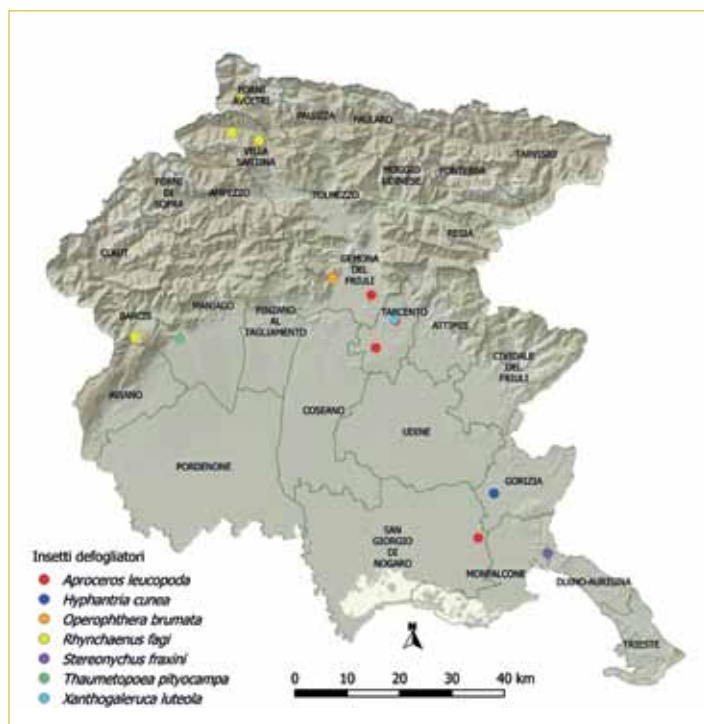 FORNI
AVOLTRI
PALUZZA
PAULARO
VILLA
SANTINA
MOGGIO
UDINESE
PONTEBBA
TARVISIO
FORNI
DI
SOPRA
AMPEZZO
TOLMEZZO
RESIA
CLAUT
GEMONA
DEL
FRIULI
BARCIS
MANIAGO
PINZANO
AL
TAGLIAMENTO
TARCENTO
ATTIMIS
CIVIDALE
DEL
FRIULI
AVIANO
COSEANO
UDINE
PORDENONE
GORIZIA
SAN
GIORGIO
DI
NOGARO
MONFALCONE
DUINO-AURISINA
TRIESTE
Insetti defogliatori
Aproceros leucopoda
Hyphantria cunea
Operophthera brumata
Rhynchaenus fagi
Stereonychus fraxini
Thaumetopoea pityocampa
Xanthogaleruca luteola
N
0 10 20 30 40 km